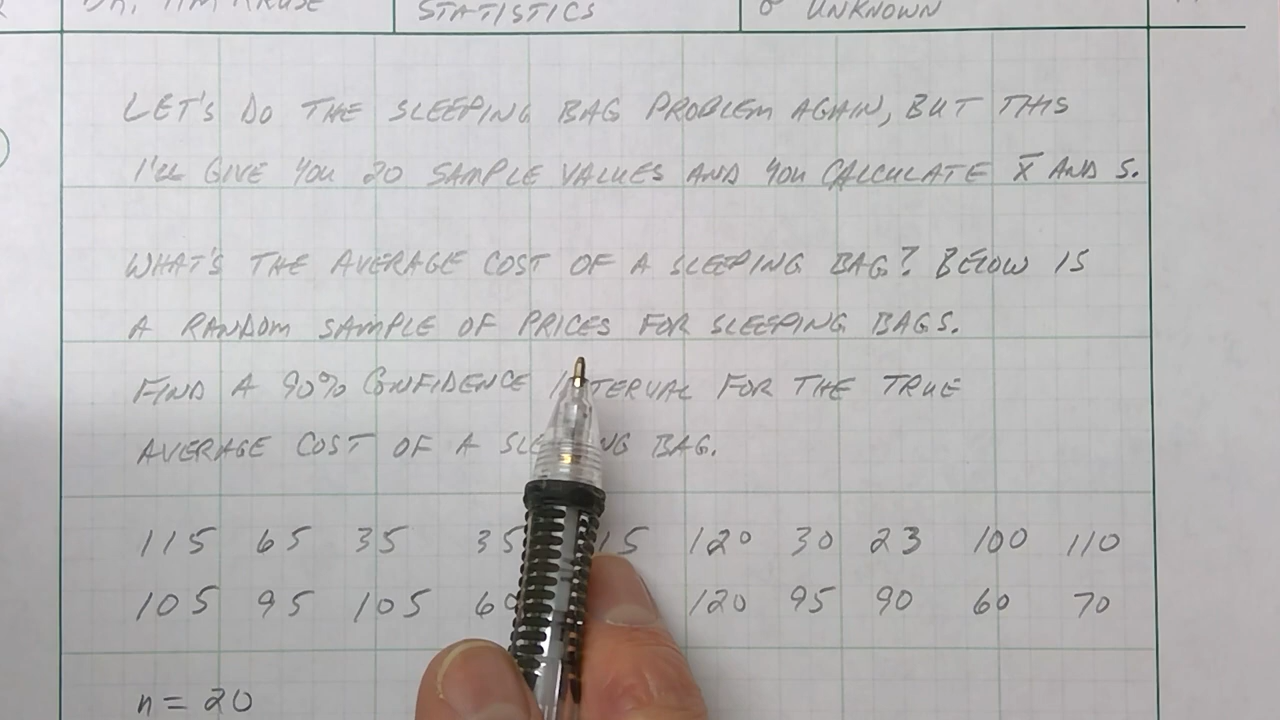 STATISTICS
σ UNKNOWN
LET'S DO THE SLEEPING BAG PROBLEM AGAIN, BUT THIS
I'LL GIVE YOU 20 SAMPLE VALUES AND YOU CALCULATE X̄ AND S.
WHAT'S THE AVERAGE COST OF A SLEEPING BAG? BELOW IS
A RANDOM SAMPLE OF PRICES FOR SLEEPING BAGS.
FIND A 90% CONFIDENCE INTERVAL FOR THE TRUE
AVERAGE COST OF A BAG.
115 65 35 35 120 30 23 100 110
105 95 105 60 120 95 90 60 70
n = 20